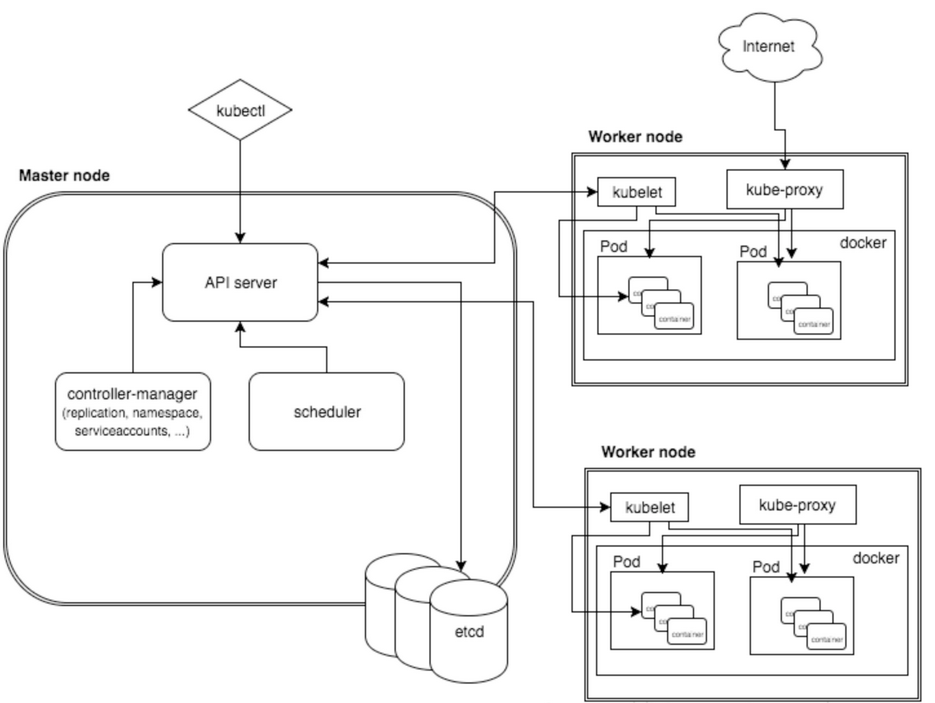 Internet
kubectl
Master node
API server
controller-manager
(replication, namespace,
serviceaccounts, ...)
scheduler
etcd
Worker node
kubelet
kube-proxy
docker
Pod
container
Pod
container
Worker node
kubelet
kube-proxy
docker
Pod
container
Pod
container